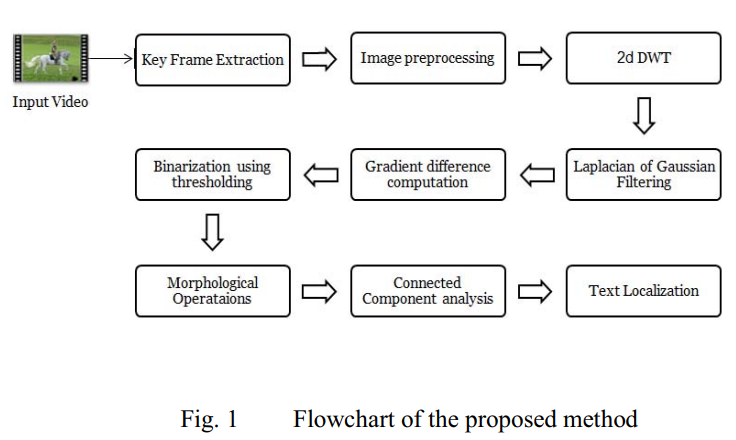 Input Video
Key Frame Extraction
Image preprocessing
2d DWT
Laplacian of Gaussian
Filtering
Gradient difference
computation
Binarization using
thresholding
Morphological
Operataions
Connected
Component analysis
Text Localization
Fig. 1 Flowchart of the proposed method